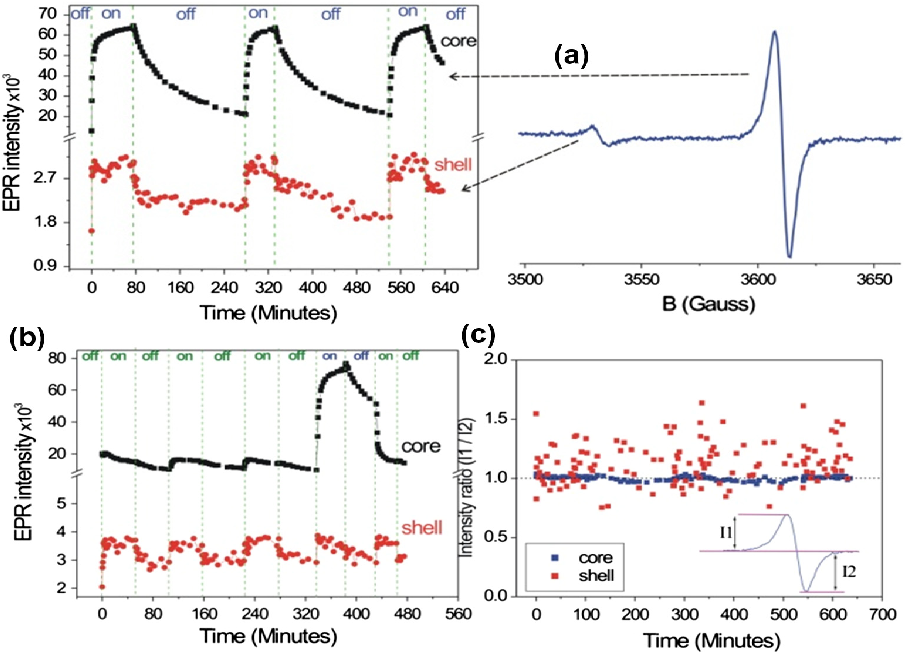 off on off on off on off
70
60
50
40
30
20
2.7
1.8
0.9
EPR intensity x10³
core
shell
0 80 160 240 320 400 480 560 640
Time (Minutes)
(a)
3500 3550 3600 3650
B (Gauss)
(b)
off on off on off on off on off on off
80
60
40
20
5
4
3
2
EPR intensity x10³
core
shell
0 80 160 240 320 400 480 560
Time (Minutes)
(c)
2.0
1.5
1.0
0.5
0.0
Intensity ratio (I1 / I2)
core
shell
I1
I2
0 100 200 300 400 500 600 700
Time (Minutes)